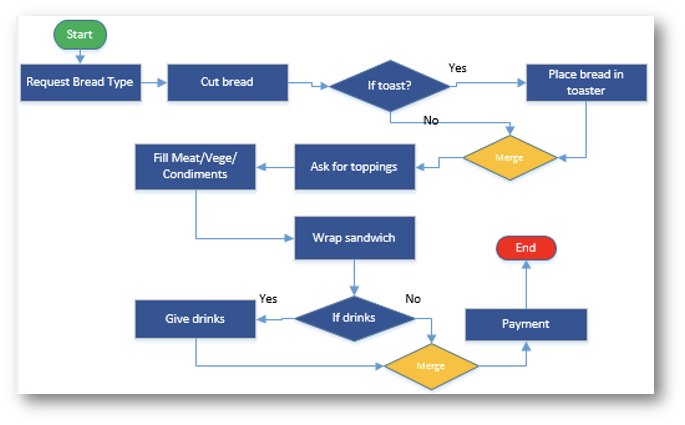 Start
Request Bread Type
Cut bread
If toast?
Yes
Place bread in
toaster
No
Merge
Ask for toppings
Fill Meat/Vege/
Condiments
Wrap sandwich
End
Yes
No
Give drinks
If drinks
Payment
Merge